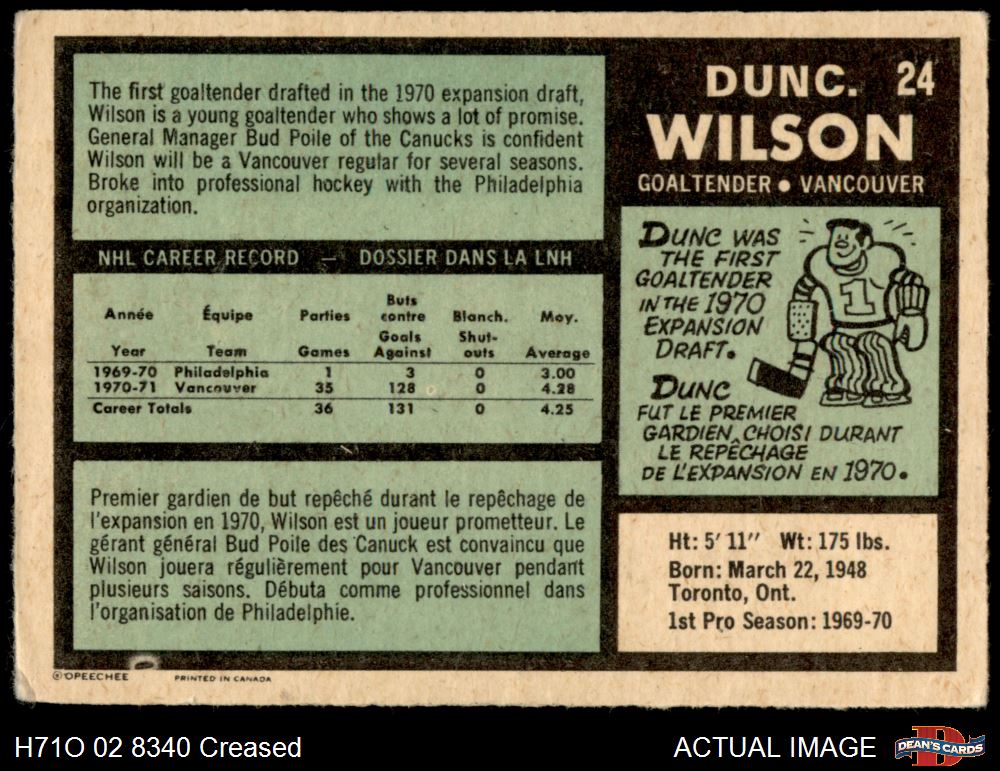 The first goaltender drafted in the 1970 expansion draft,
Wilson is a young goaltender who shows a lot of promise.
General Manager Bud Poile of the Canucks is confident
Wilson will be a Vancouver regular for several seasons.
Broke into professional hockey with the Philadelphia
organization.
NHL CAREER RECORD — DOSSIER DANS LA LNH
Année Équipe Parties Buts contre Blanch. Moy.
Year Team Games Goals Against Shut-outs Average
1969-70 Philadelphia 1 3 0 3.00
1970-71 Vancouver 35 128 0 4.28
Career Totals 36 131 0 4.25
Premier gardien de but repêché durant le repêchage de
l'expansion en 1970, Wilson est un joueur prometteur. Le
gérant général Bud Poile des Canuck est convaincu que
Wilson jouera régulièrement pour Vancouver pendant
plusieurs saisons. Débuta comme professionnel dans
l'organisation de Philadelphie.
DUNC. 24
WILSON
GOALTENDER • VANCOUVER
DUNC WAS
THE FIRST
GOALTENDER
IN THE 1970
EXPANSION
DRAFT.
1
DUNC
FUT LE PREMIER
GARDIEN CHOISI DURANT
LE REPÊCHAGE
DE L'EXPANSION EN 1970.
Ht: 5' 11" Wt: 175 lbs.
Born: March 22, 1948
Toronto, Ont.
1st Pro Season: 1969-70
© OPEECHEE PRINTED IN CANADA
H71O 02 8340 Creased
ACTUAL IMAGE
D
DEAN'S CARDS